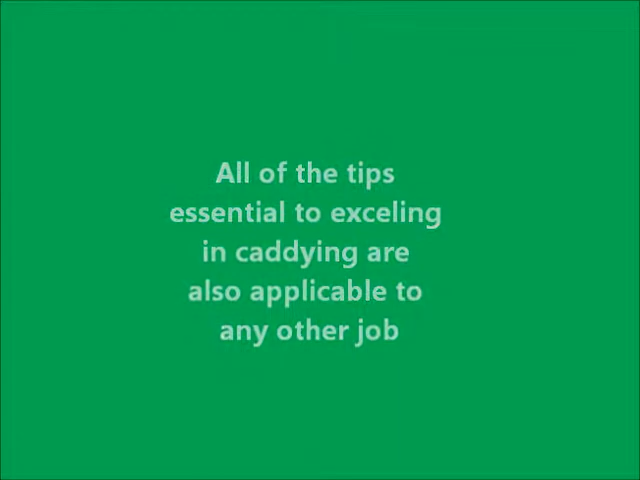 All of the tips
essential to exceling
in caddying are
also applicable to
any other job